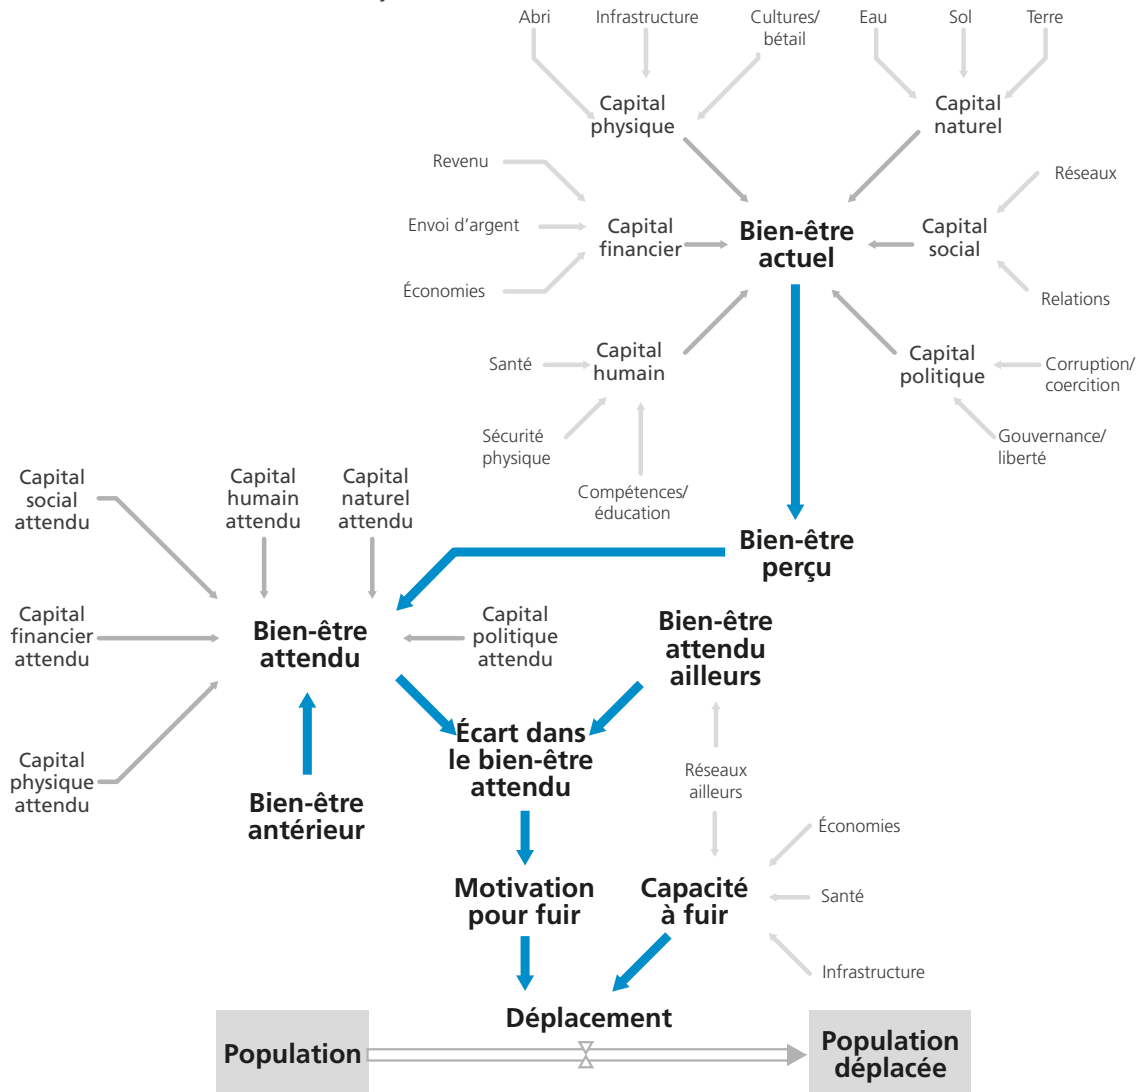 Abri
Infrastructure
Cultures/
bétail
Eau
Sol
Terre
Capital
physique
Capital
naturel
Revenu
Réseaux
Envoi d'argent
Capital
financier
Bien-être
actuel
Capital
social
Économies
Relations
Santé
Capital
humain
Capital
politique
Corruption/
coercition
Sécurité
physique
Gouvernance/
liberté
Compétences/
éducation
Capital
social
attendu
Capital
humain
attendu
Capital
naturel
attendu
Bien-être
perçu
Capital
financier
attendu
Bien-être
attendu
Capital
politique
attendu
Bien-être
attendu
ailleurs
Capital
physique
attendu
Écart dans
le bien-être
attendu
Réseaux
ailleurs
Bien-être
antérieur
Économies
Motivation
pour fuir
Capacité
à fuir
Santé
Infrastructure
Déplacement
Population
Population
déplacée